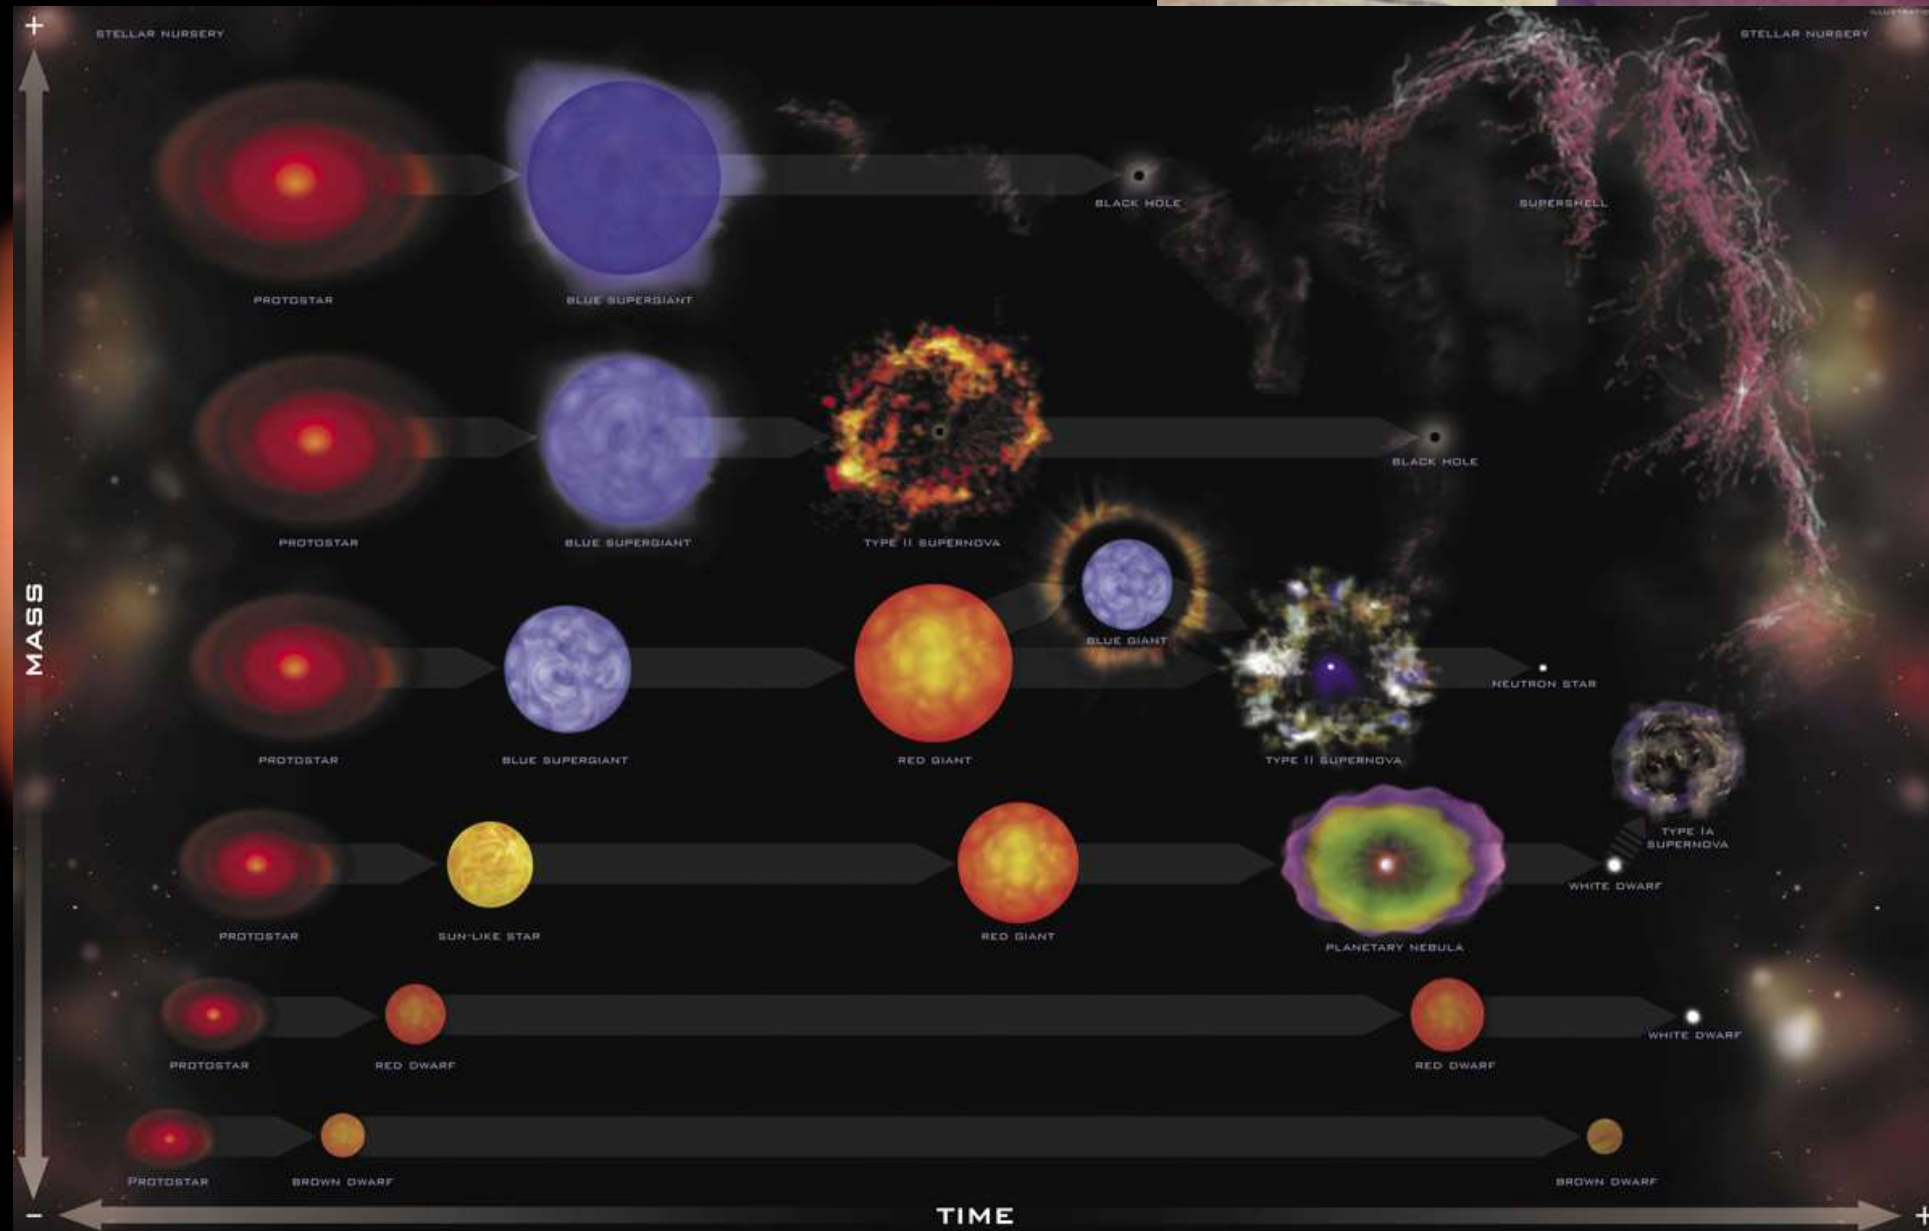 +
STELLAR NURSERY
STELLAR NURSERY
BLACK HOLE
SUPERSHELL
PROTOSTAR
BLUE SUPERGIANT
BLACK HOLE
PROTOSTAR
BLUE SUPERGIANT
TYPE II SUPERNOVA
BLUE GIANT
NEUTRON STAR
PROTOSTAR
BLUE SUPERGIANT
RED GIANT
TYPE II SUPERNOVA
MASS
TYPE IA
SUPERNOVA
WHITE DWARF
PROTOSTAR
SUN-LIKE STAR
RED GIANT
PLANETARY NEBULA
WHITE DWARF
PROTOSTAR
RED DWARF
RED DWARF
PROTOSTAR
BROWN DWARF
BROWN DWARF
−
TIME
+